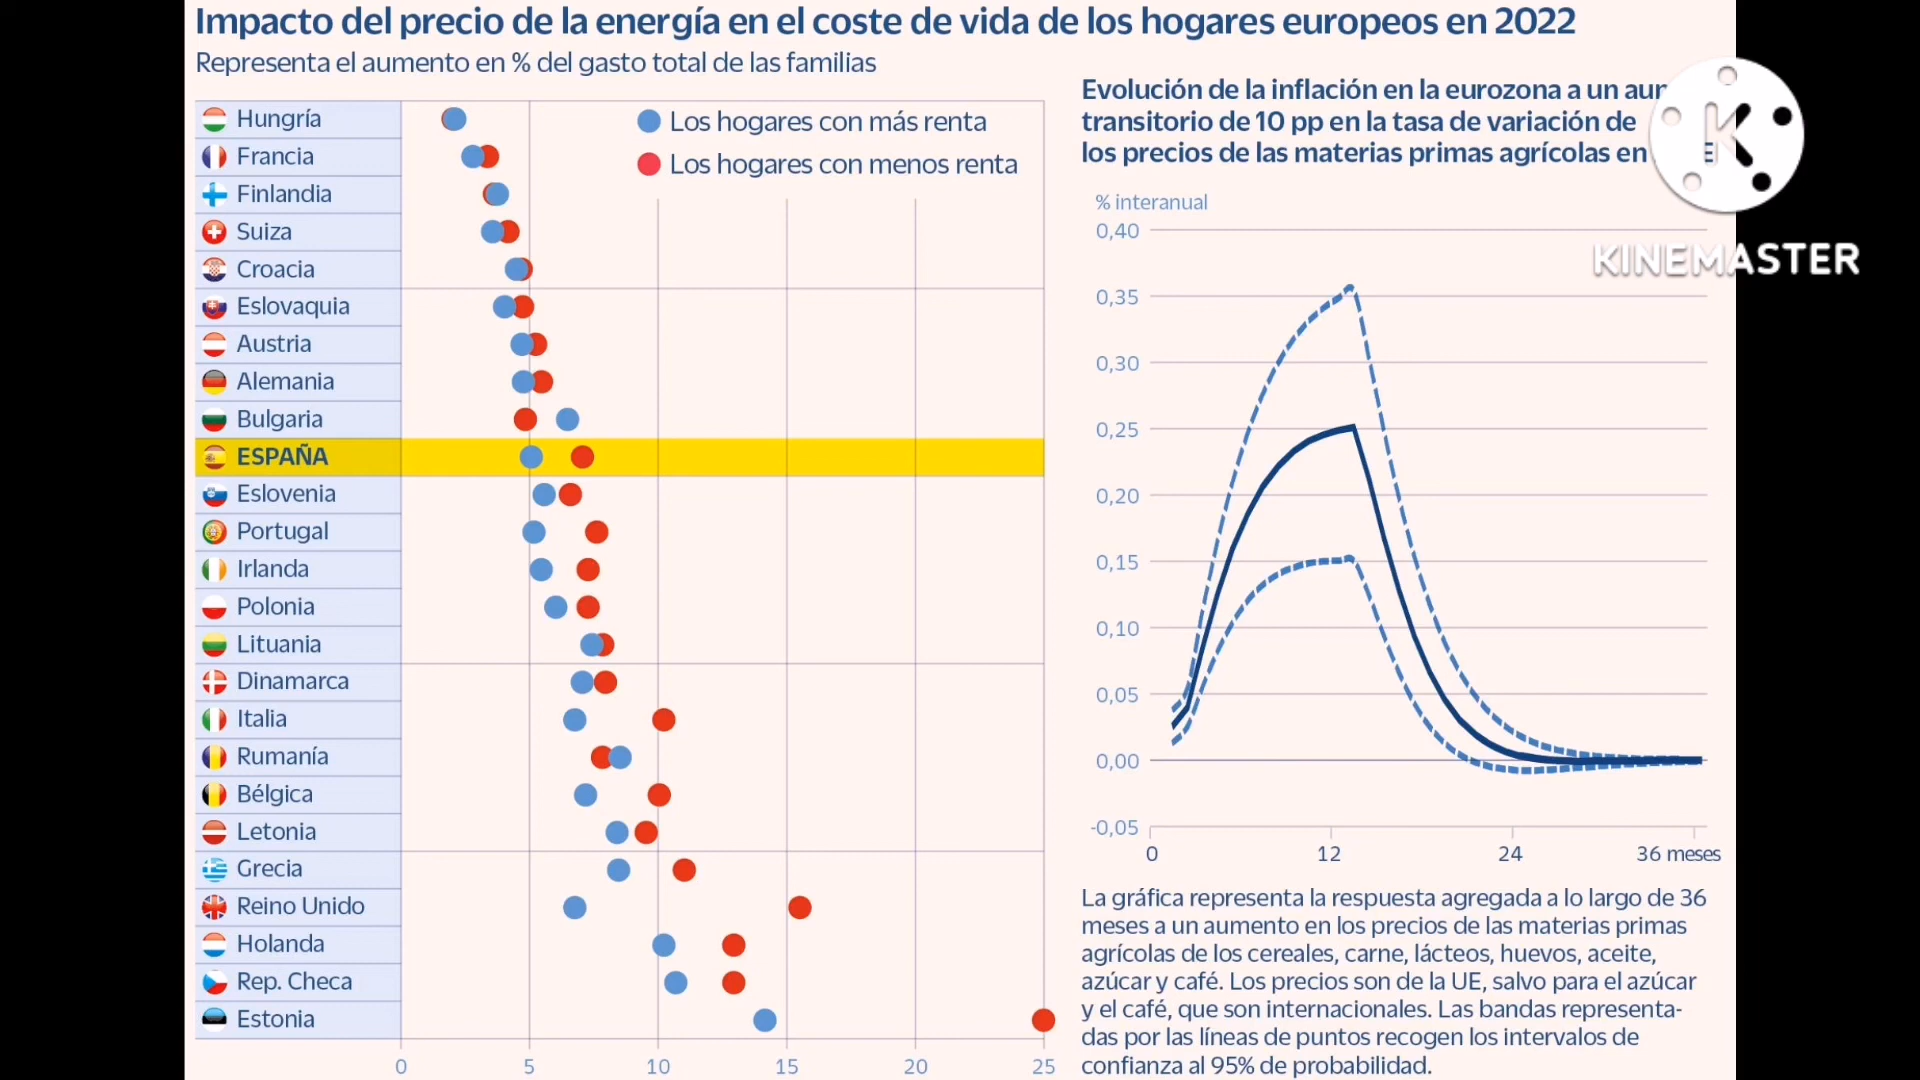 Impacto del precio de la energía en el coste de vida de los hogares europeos en 2022
Representa el aumento en % del gasto total de las familias
Los hogares con más renta
Los hogares con menos renta
Hungría
Francia
Finlandia
Suiza
Croacia
Eslovaquia
Austria
Alemania
Bulgaria
ESPAÑA
Eslovenia
Portugal
Irlanda
Polonia
Lituania
Dinamarca
Italia
Rumanía
Bélgica
Letonia
Grecia
Reino Unido
Holanda
Rep. Checa
Estonia
0 5 10 15 20 25
Evolución de la inflación en la eurozona a un
transitorio de 10 pp en la tasa de variación de
los precios de las materias primas agrícolas en
% interanual
0,40
0,35
0,30
0,25
0,20
0,15
0,10
0,05
0,00
-0,05
0 12 24 36 meses
La gráfica representa la respuesta agregada a lo largo de 36
meses a un aumento en los precios de las materias primas
agrícolas de los cereales, carne, lácteos, huevos, aceite,
azúcar y café. Los precios son de la UE, salvo para el azúcar
y el café, que son internacionales. Las bandas representa-
das por las líneas de puntos recogen los intervalos de
confianza al 95% de probabilidad.
K
KINEMASTER